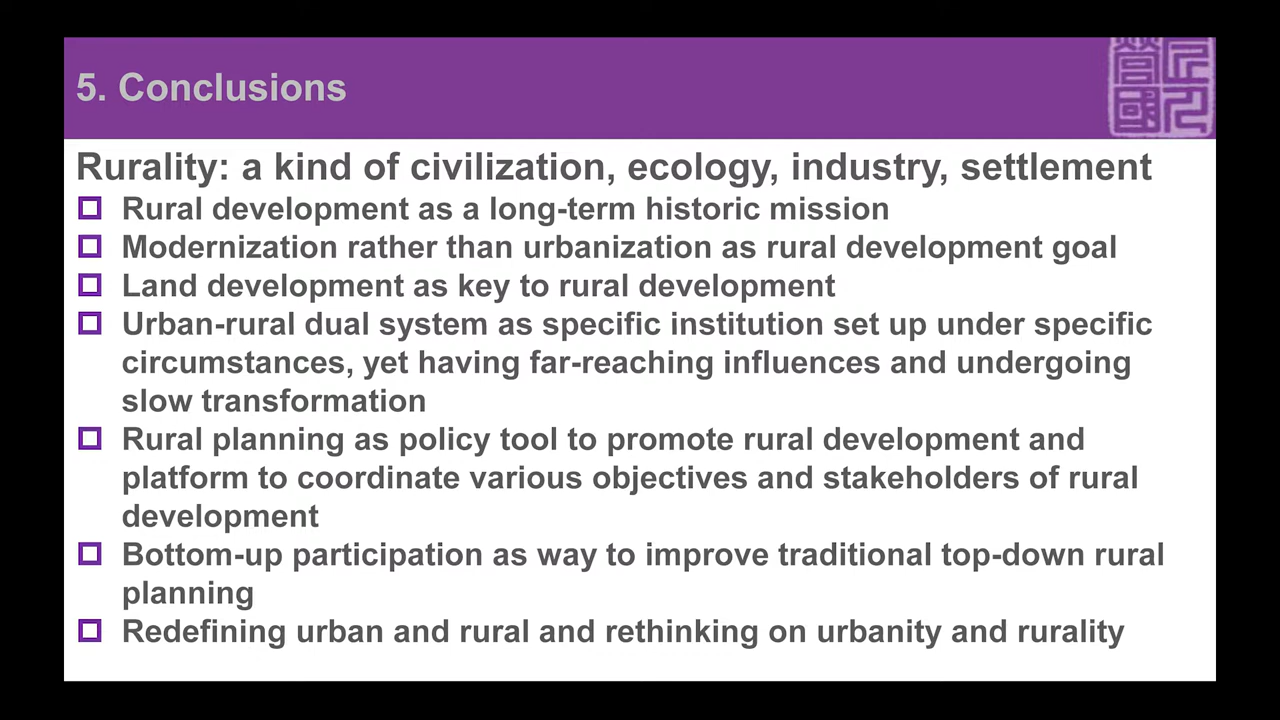 5. Conclusions
Rurality: a kind of civilization, ecology, industry, settlement
Rural development as a long-term historic mission
Modernization rather than urbanization as rural development goal
Land development as key to rural development
Urban-rural dual system as specific institution set up under specific
circumstances, yet having far-reaching influences and undergoing
slow transformation
Rural planning as policy tool to promote rural development and
platform to coordinate various objectives and stakeholders of rural
development
Bottom-up participation as way to improve traditional top-down rural
planning
Redefining urban and rural and rethinking on urbanity and rurality